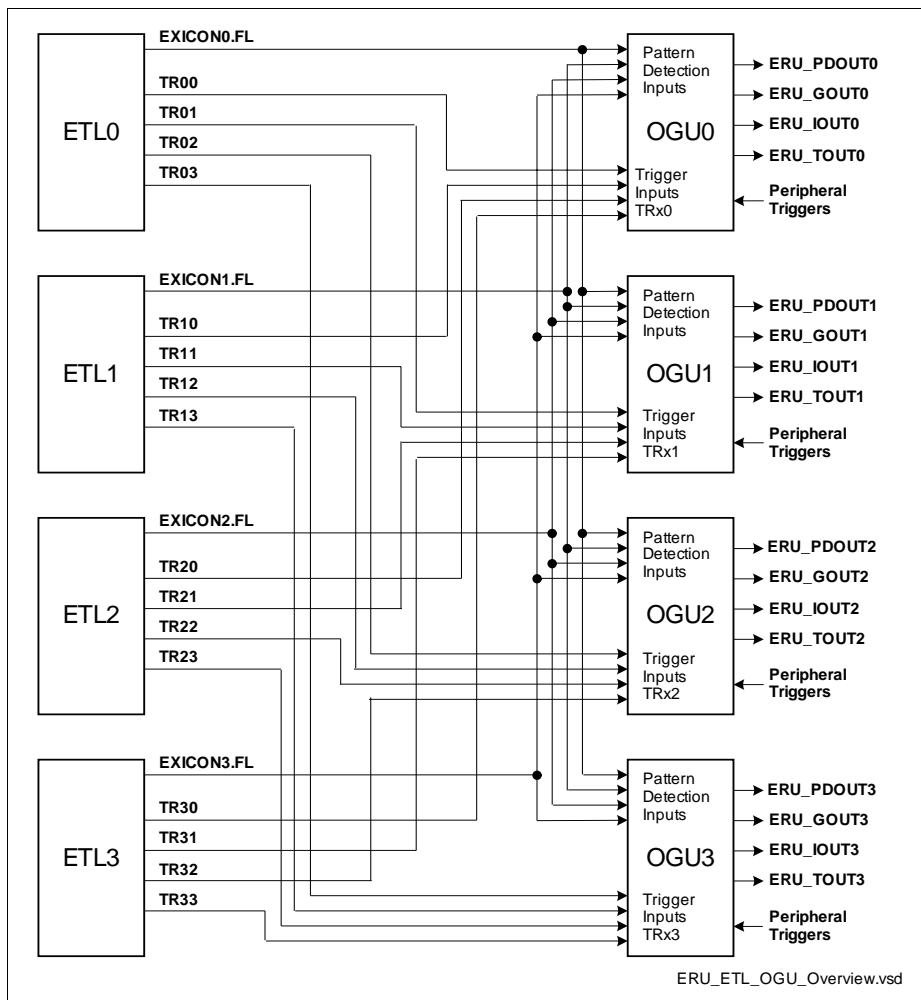 EXICON0.FL
TR00
TR01
TR02
TR03
ETL0
Pattern
Detection
Inputs
OGU0
Trigger
Inputs
TRx0
ERU_PDOUT0
ERU_GOUT0
ERU_IOUT0
ERU_TOUT0
Peripheral
Triggers
EXICON1.FL
TR10
TR11
TR12
TR13
ETL1
Pattern
Detection
Inputs
OGU1
Trigger
Inputs
TRx1
ERU_PDOUT1
ERU_GOUT1
ERU_IOUT1
ERU_TOUT1
Peripheral
Triggers
EXICON2.FL
TR20
TR21
TR22
TR23
ETL2
Pattern
Detection
Inputs
OGU2
Trigger
Inputs
TRx2
ERU_PDOUT2
ERU_GOUT2
ERU_IOUT2
ERU_TOUT2
Peripheral
Triggers
EXICON3.FL
TR30
TR31
TR32
TR33
ETL3
Pattern
Detection
Inputs
OGU3
Trigger
Inputs
TRx3
ERU_PDOUT3
ERU_GOUT3
ERU_IOUT3
ERU_TOUT3
Peripheral
Triggers
ERU_ETL_OGU_Overview.vsd